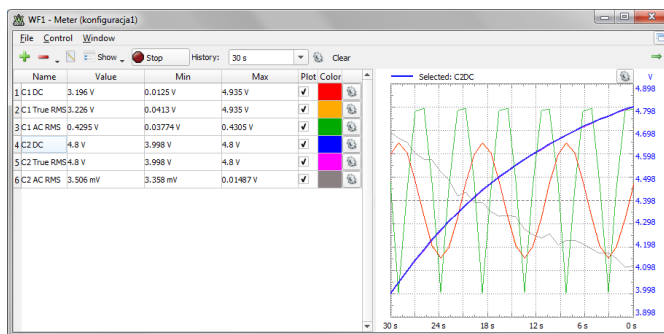 WF1 - Meter (konfiguracja1)
File Control Window
Show Stop History: 30 s Clear
Name Value Min Max Plot Color
1 C1 DC 3.196 V 0.0125 V 4.935 V
2 C1 True RMS 3.226 V 0.0413 V 4.935 V
3 C1 AC RMS 0.4295 V 0.03774 V 0.4305 V
4 C2 DC 4.8 V 3.998 V 4.8 V
5 C2 True RMS 4.8 V 3.998 V 4.8 V
6 C2 AC RMS 3.506 mV 3.358 mV 0.01487 V
Selected: C2DC V
4.898
4.798
4.698
4.598
4.498
4.398
4.298
4.198
4.098
3.998
3.898
30 s 24 s 18 s 12 s 6 s 0 s